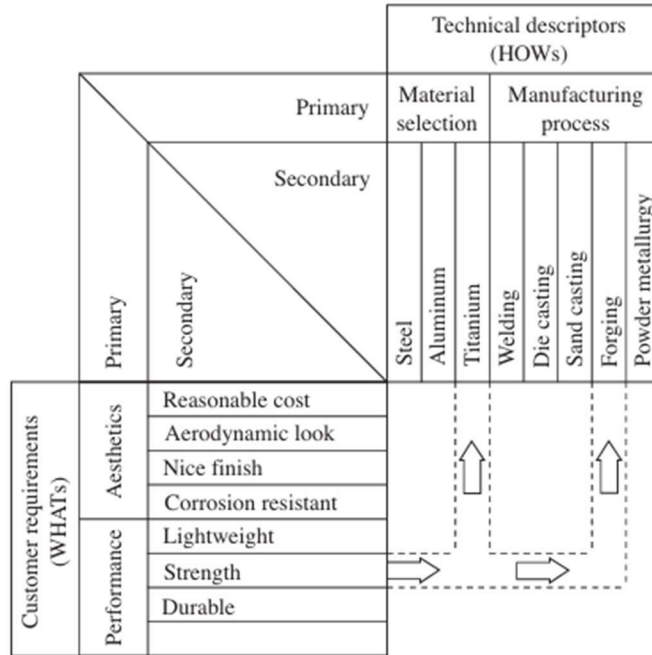 Technical descriptors
(HOWs)
Primary
Material
selection
Manufacturing
process
Secondary
Primary
Secondary
Steel
Aluminum
Titanium
Welding
Die casting
Sand casting
Forging
Powder metallurgy
Customer requirements
(WHATs)
Aesthetics
Reasonable cost
Aerodynamic look
Nice finish
Corrosion resistant
Performance
Lightweight
Strength
Durable